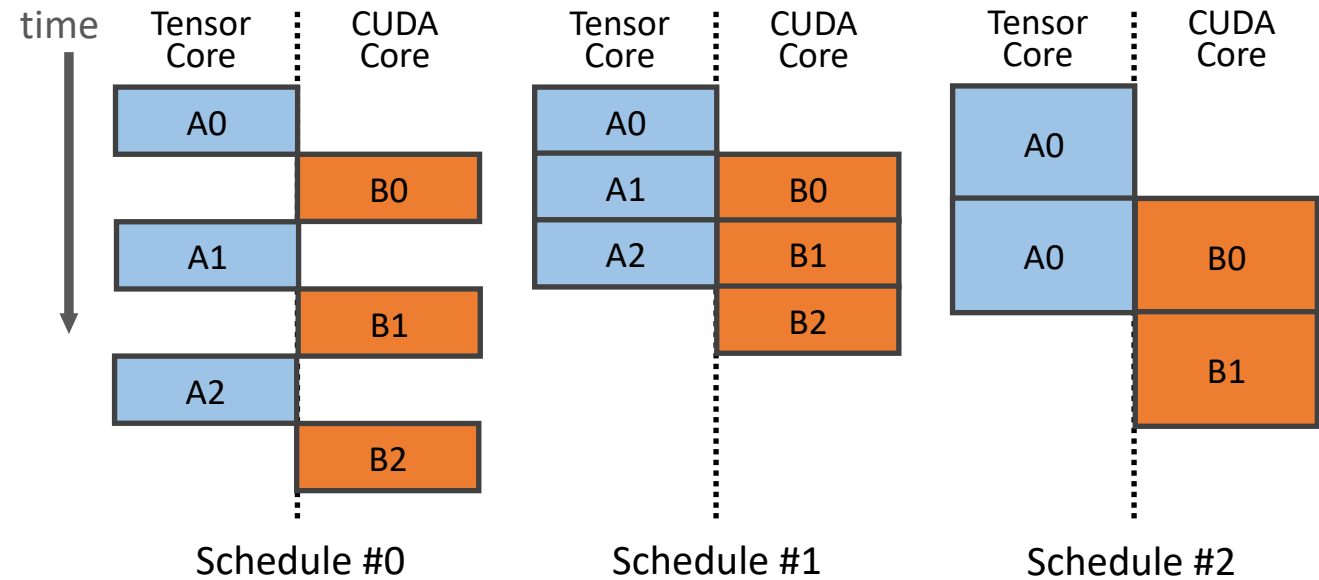 time
Tensor
Core
CUDA
Core
A0
B0
A1
B1
A2
B2
Schedule #0
Tensor
Core
CUDA
Core
A0
A1
B0
A2
B1
B2
Schedule #1
Tensor
Core
CUDA
Core
A0
A0
B0
B1
Schedule #2